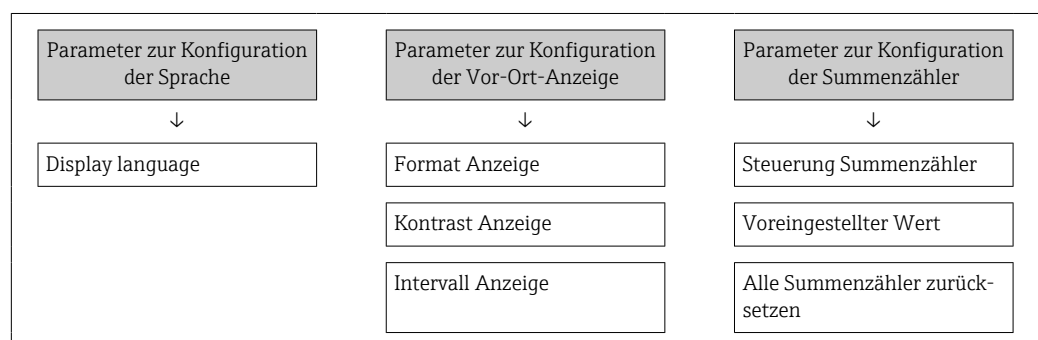 Parameter zur Konfiguration
der Sprache
↓
Display language
Parameter zur Konfiguration
der Vor-Ort-Anzeige
↓
Format Anzeige
Kontrast Anzeige
Intervall Anzeige
Parameter zur Konfiguration
der Summenzähler
↓
Steuerung Summenzähler
Voreingestellter Wert
Alle Summenzähler zurück-
setzen